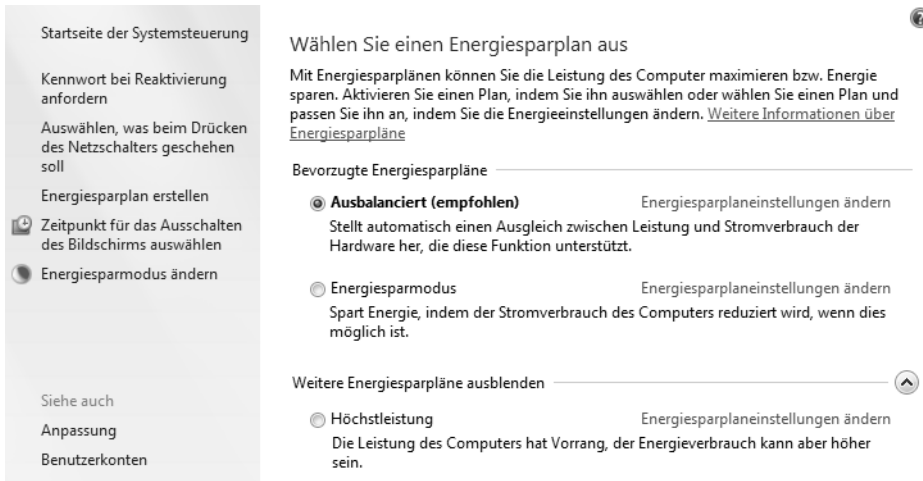 Startseite der Systemsteuerung
Kennwort bei Reaktivierung
anfordern
Auswählen, was beim Drücken
des Netzschalters geschehen
soll
Energiesparplan erstellen
Zeitpunkt für das Ausschalten
des Bildschirms auswählen
Energiesparmodus ändern
Siehe auch
Anpassung
Benutzerkonten
Wählen Sie einen Energiesparplan aus
Mit Energiesparplänen können Sie die Leistung des Computer maximieren bzw. Energie
sparen. Aktivieren Sie einen Plan, indem Sie ihn auswählen oder wählen Sie einen Plan und
passen Sie ihn an, indem Sie die Energieeinstellungen ändern. Weitere Informationen über
Energiesparpläne
Bevorzugte Energiesparpläne
Ausbalanciert (empfohlen) Energiesparplaneinstellungen ändern
Stellt automatisch einen Ausgleich zwischen Leistung und Stromverbrauch der
Hardware her, die diese Funktion unterstützt.
Energiesparmodus Energiesparplaneinstellungen ändern
Spart Energie, indem der Stromverbrauch des Computers reduziert wird, wenn dies
möglich ist.
Weitere Energiesparpläne ausblenden
Höchstleistung Energiesparplaneinstellungen ändern
Die Leistung des Computers hat Vorrang, der Energieverbrauch kann aber höher
sein.